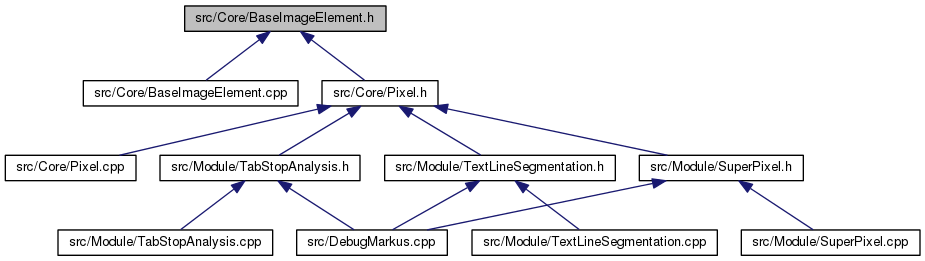 src/Core/BaseImageElement.h
src/Core/BaseImageElement.cpp
src/Core/Pixel.h
src/Core/Pixel.cpp
src/Module/TabStopAnalysis.h
src/Module/TextLineSegmentation.h
src/Module/SuperPixel.h
src/Module/TabStopAnalysis.cpp
src/DebugMarkus.cpp
src/Module/TextLineSegmentation.cpp
src/Module/SuperPixel.cpp